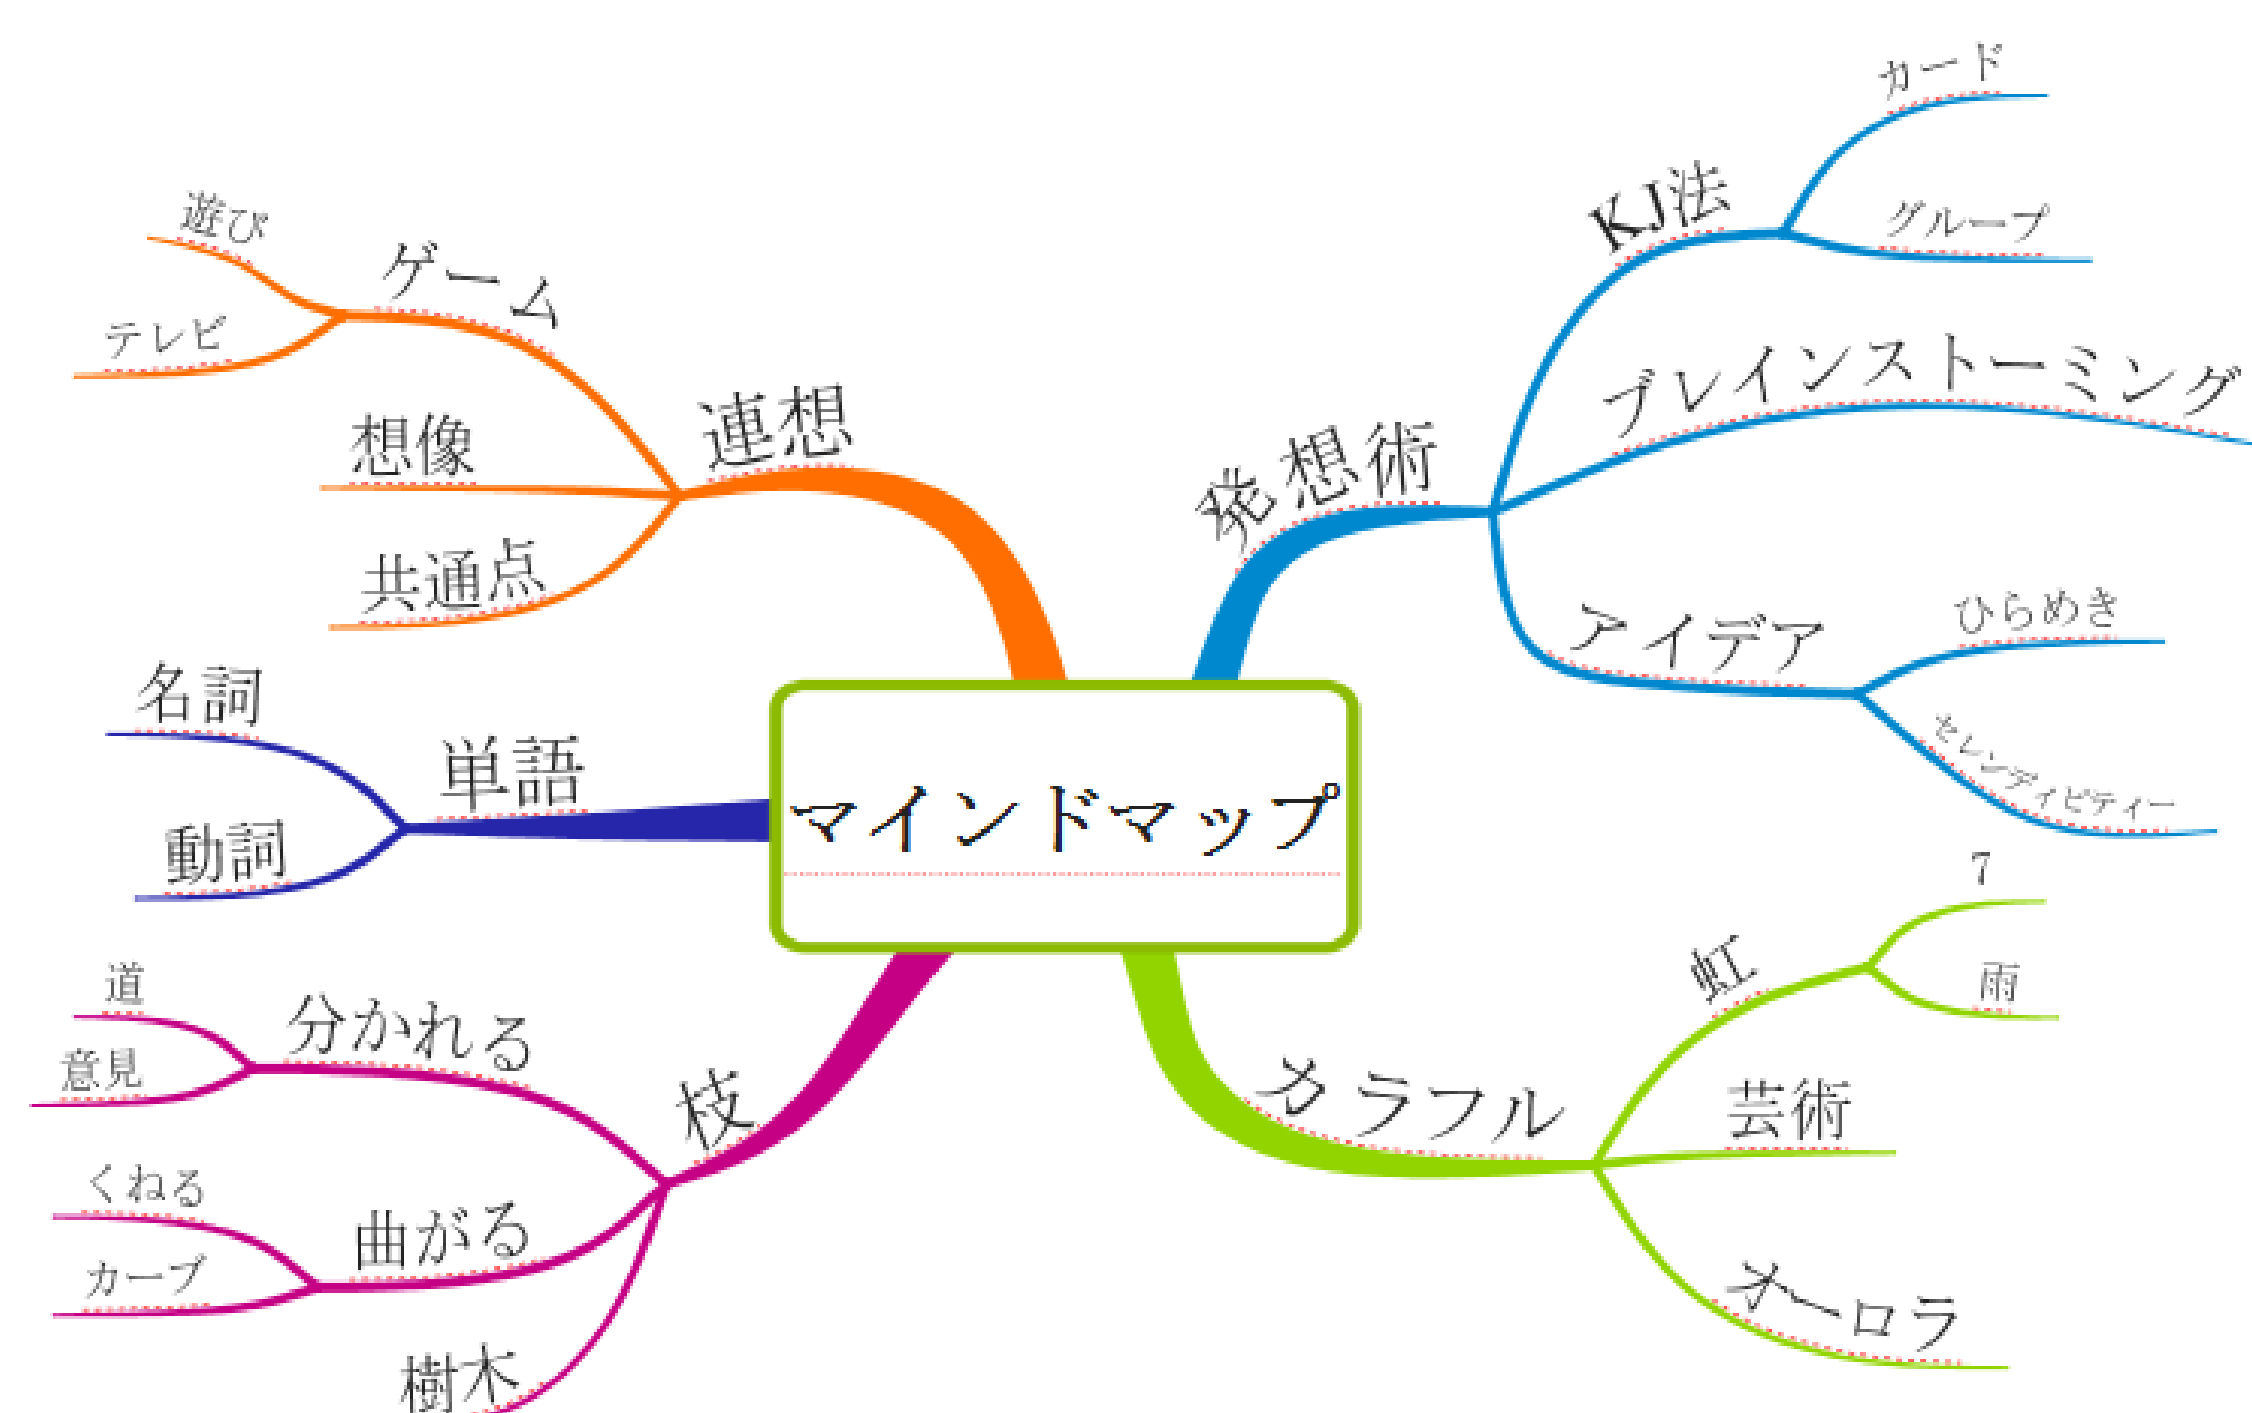 マインドマップ
発想術
KJ法
カード
グループ
ブレインストーミング
アイデア
ひらめき
セレンディピティー
カラフル
虹
7
雨
芸術
オーロラ
連想
ゲーム
遊び
テレビ
想像
共通点
単語
名詞
動詞
枝
分かれる
道
意見
曲がる
くねる
カーブ
樹木